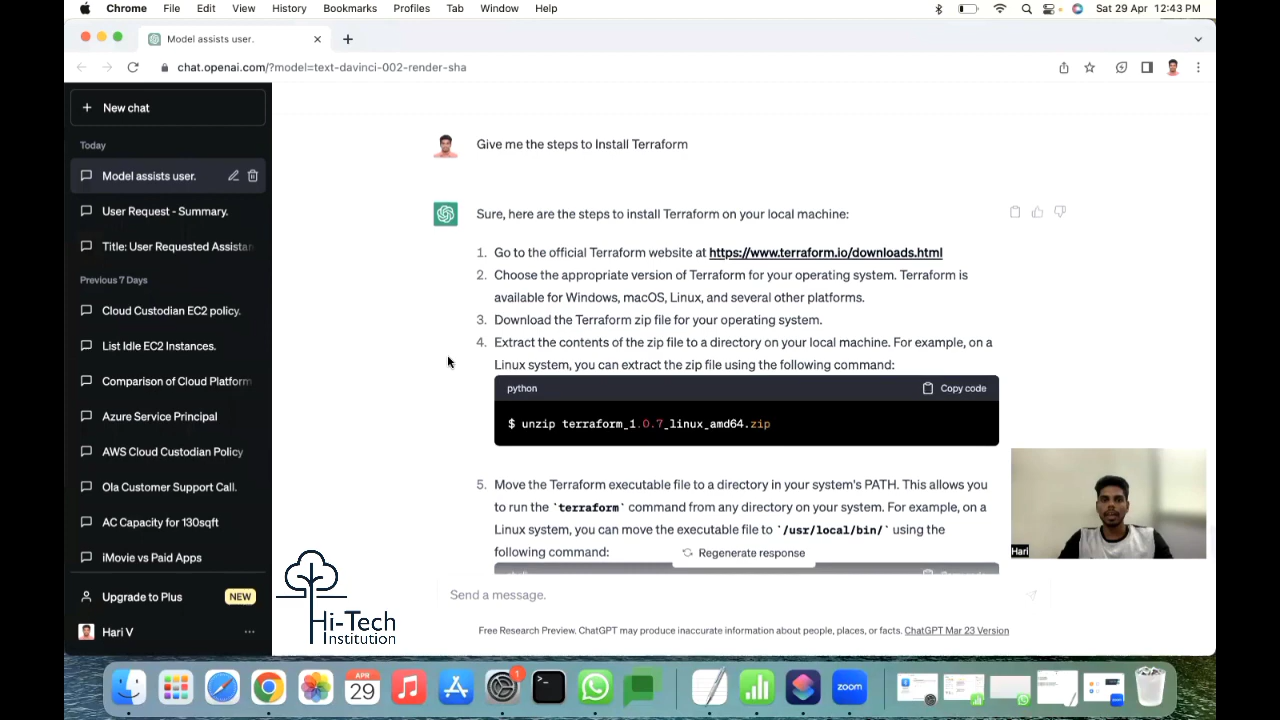 Chrome File Edit View History Bookmarks Profiles Tab Window Help Sat 29 Apr 12:43 PM
Model assists user.
chat.openai.com/?model=text-davinci-002-render-sha
New chat
Today
Model assists user.
User Request - Summary.
Title: User Requested Assistan
Previous 7 Days
Cloud Custodian EC2 policy.
List Idle EC2 Instances.
Comparison of Cloud Platform
Azure Service Principal
AWS Cloud Custodian Policy
Ola Customer Support Call.
AC Capacity for 130sqft
iMovie vs Paid Apps
Upgrade to Plus NEW
Hari V
Give me the steps to Install Terraform
Sure, here are the steps to install Terraform on your local machine:
1. Go to the official Terraform website at https://www.terraform.io/downloads.html
2. Choose the appropriate version of Terraform for your operating system. Terraform is
available for Windows, macOS, Linux, and several other platforms.
3. Download the Terraform zip file for your operating system.
4. Extract the contents of the zip file to a directory on your local machine. For example, on a
Linux system, you can extract the zip file using the following command:
python Copy code
$ unzip terraform_1.0.7_linux_amd64.zip
5. Move the Terraform executable file to a directory in your system's PATH. This allows you
to run the `terraform` command from any directory on your system. For example, on a
Linux system, you can move the executable file to `/usr/local/bin/` using the
following command:
Regenerate response
Send a message.
Free Research Preview. ChatGPT may produce inaccurate information about people, places, or facts. ChatGPT Mar 23 Version
Hari
Hi-Tech
Institution
APR
29
1
zoom